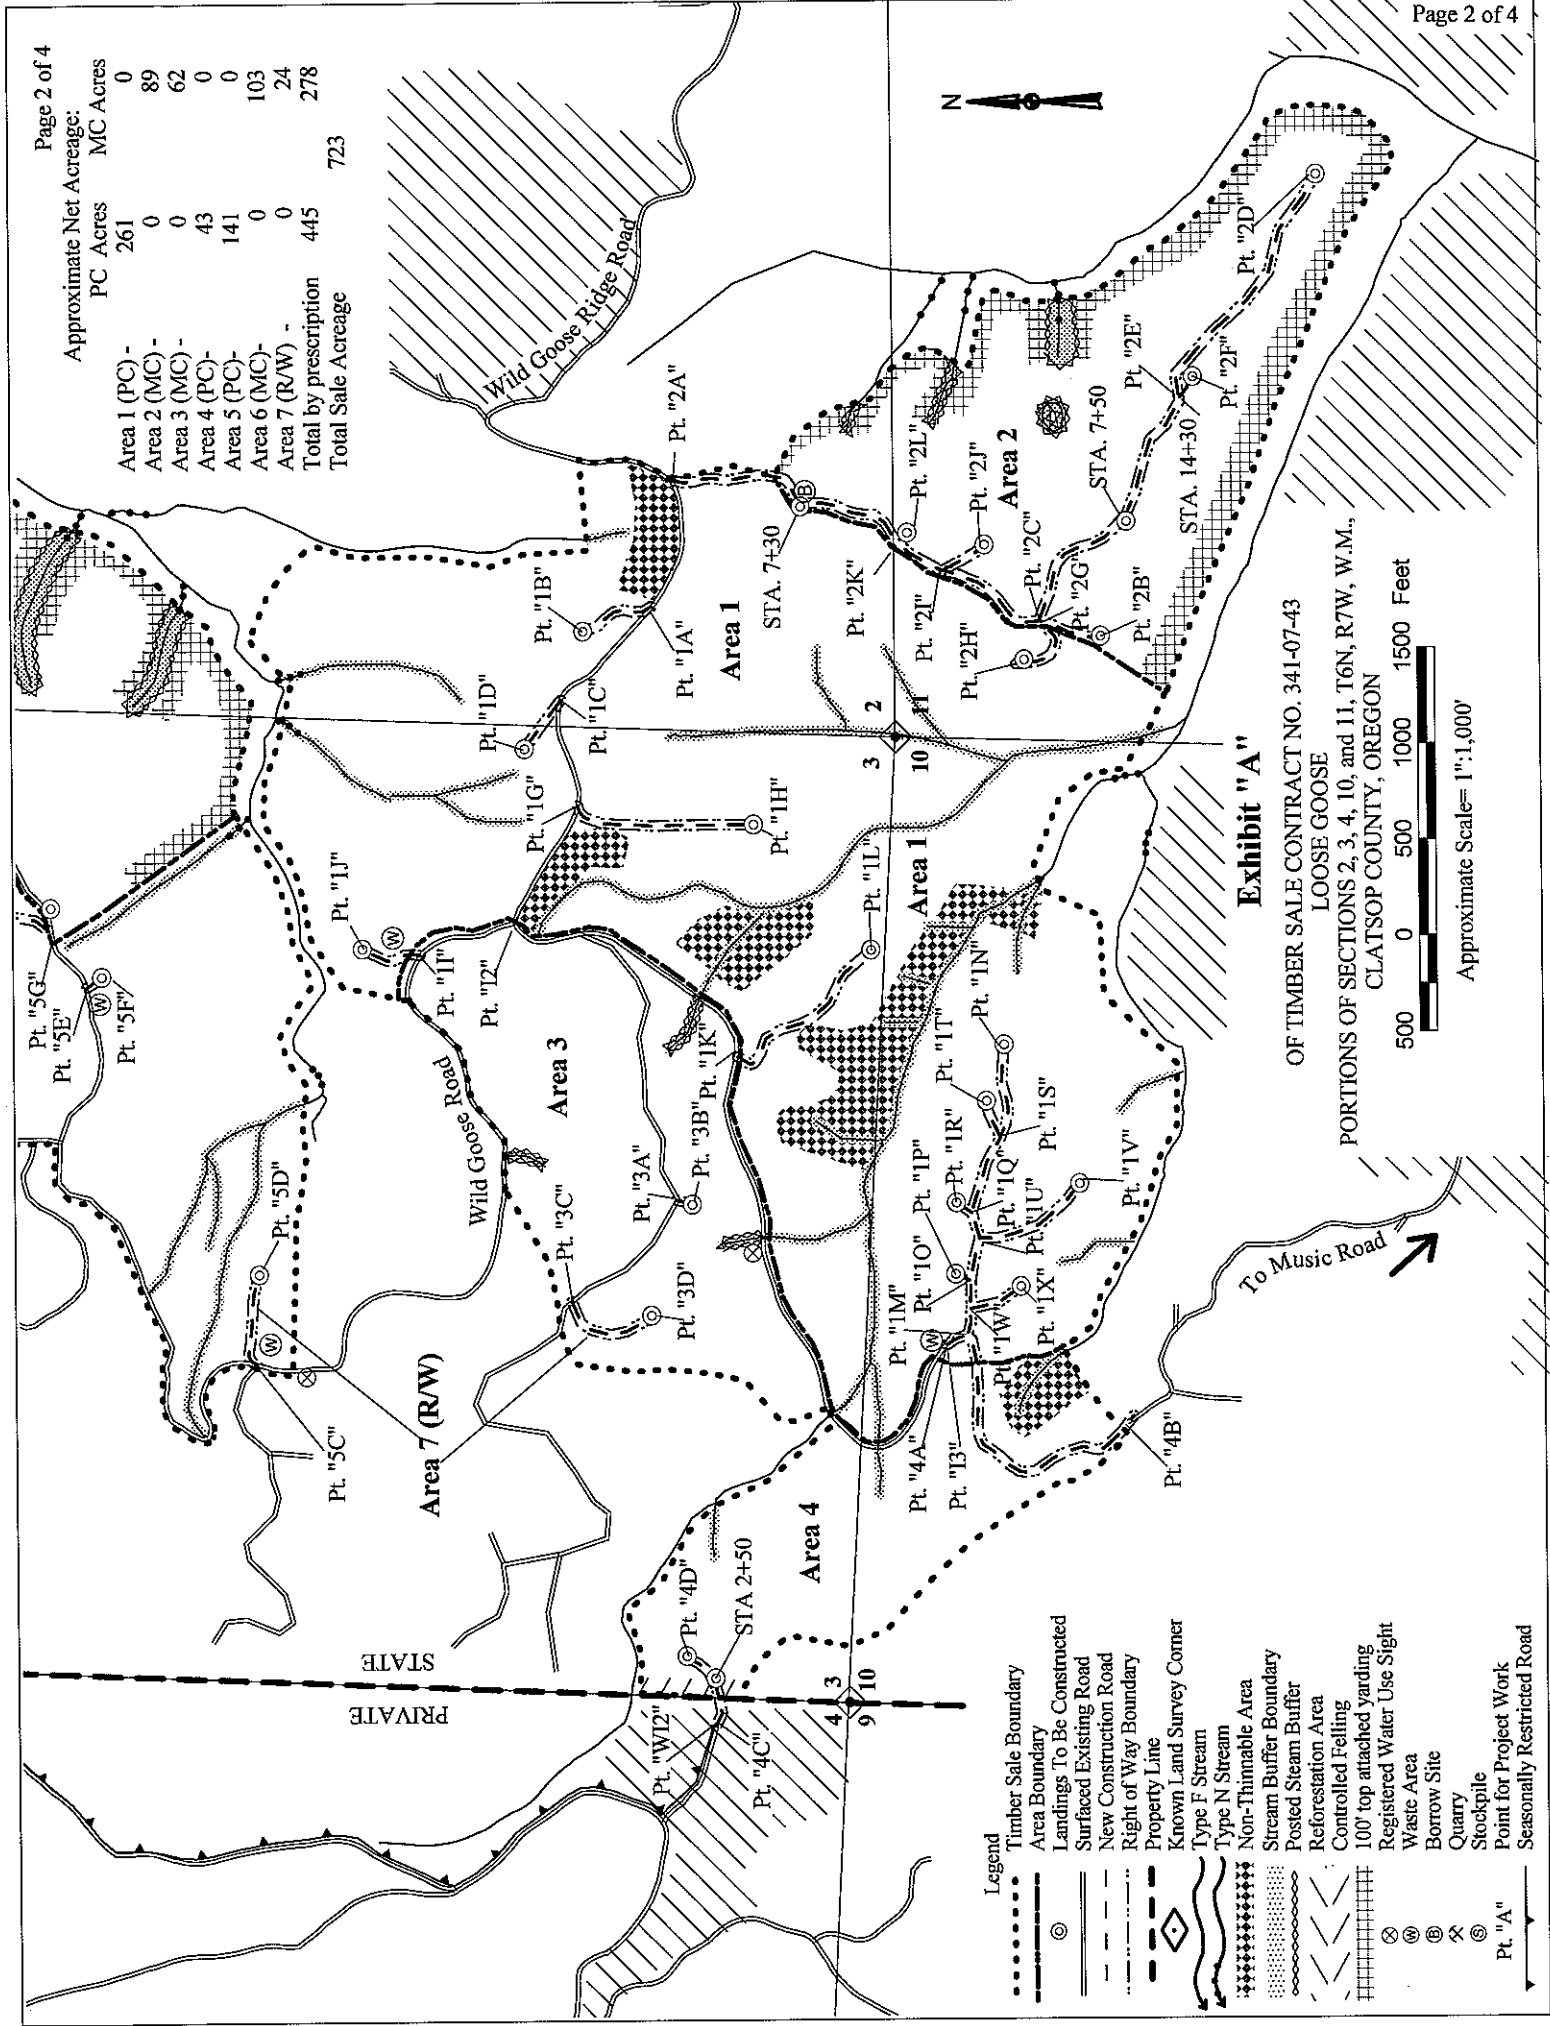 Page 2 of 4
Page 2 of 4
Approximate Net Acreage:
PC Acres MC Acres
Area 1 (PC) - 261 0
Area 2 (MC) - 0 89
Area 3 (MC) - 0 62
Area 4 (PC)- 43 0
Area 5 (PC)- 141 0
Area 6 (MC)- 0 103
Area 7 (R/W) - 0 24
Total by prescription 445 278
Total Sale Acreage 723
N
Wild Goose Ridge Road
Pt. "5G"
Pt. "5E"
Pt. "5F"
Pt. "1J"
Pt. "1I"
Pt. "I2"
Pt. "1G"
Pt. "1D"
Pt. "1C"
Pt. "1B"
Pt. "1A"
Pt. "2A"
Pt. "1H"
Area 1
STA. 7+30
B
W
W
Pt. "5D"
W
Pt. "5C"
Area 7 (R/W)
Wild Goose Road
Area 3
Pt. "3C"
Pt. "3D"
Pt. "3A"
Pt. "3B"
Pt. "1K"
Pt. "1L"
Area 1
3 2
10 11
Pt. "2K"
Pt. "2L"
Pt. "2I"
Pt. "2J"
Area 2
Pt. "2H"
Pt. "2C"
Pt. "2G"
Pt. "2B"
STA. 7+50
STA. 14+30
Pt. "2E"
Pt. "2F"
Pt. "2D"
STATE
PRIVATE
Pt. "4D"
STA 2+50
Pt. "WI2"
Pt. "4C"
4 3
9 10
Area 4
Pt. "4A"
Pt. "I3"
Pt. "4B"
Pt. "1M"
W
Pt. "1O"
Pt. "1P"
Pt. "1R"
Pt. "1Q"
Pt. "1T"
Pt. "1N"
Pt. "1S"
Pt. "1U"
Pt. "1V"
Pt. "1W"
Pt. "1X"
To Music Road
Exhibit "A"
OF TIMBER SALE CONTRACT NO. 341-07-43
LOOSE GOOSE
PORTIONS OF SECTIONS 2, 3, 4, 10, and 11, T6N, R7W, W.M.,
CLATSOP COUNTY, OREGON
500 0 500 1000 1500 Feet
Approximate Scale= 1":1,000'
Legend
Timber Sale Boundary
Area Boundary
Landings To Be Constructed
Surfaced Existing Road
New Construction Road
Right of Way Boundary
Property Line
Known Land Survey Corner
Type F Stream
Type N Stream
Non-Thinnable Area
Stream Buffer Boundary
Posted Steam Buffer
Reforestation Area
Controlled Felling
100' top attached yarding
Registered Water Use Sight
W Waste Area
B Borrow Site
Quarry
S Stockpile
Pt. "A" Point for Project Work
Seasonally Restricted Road